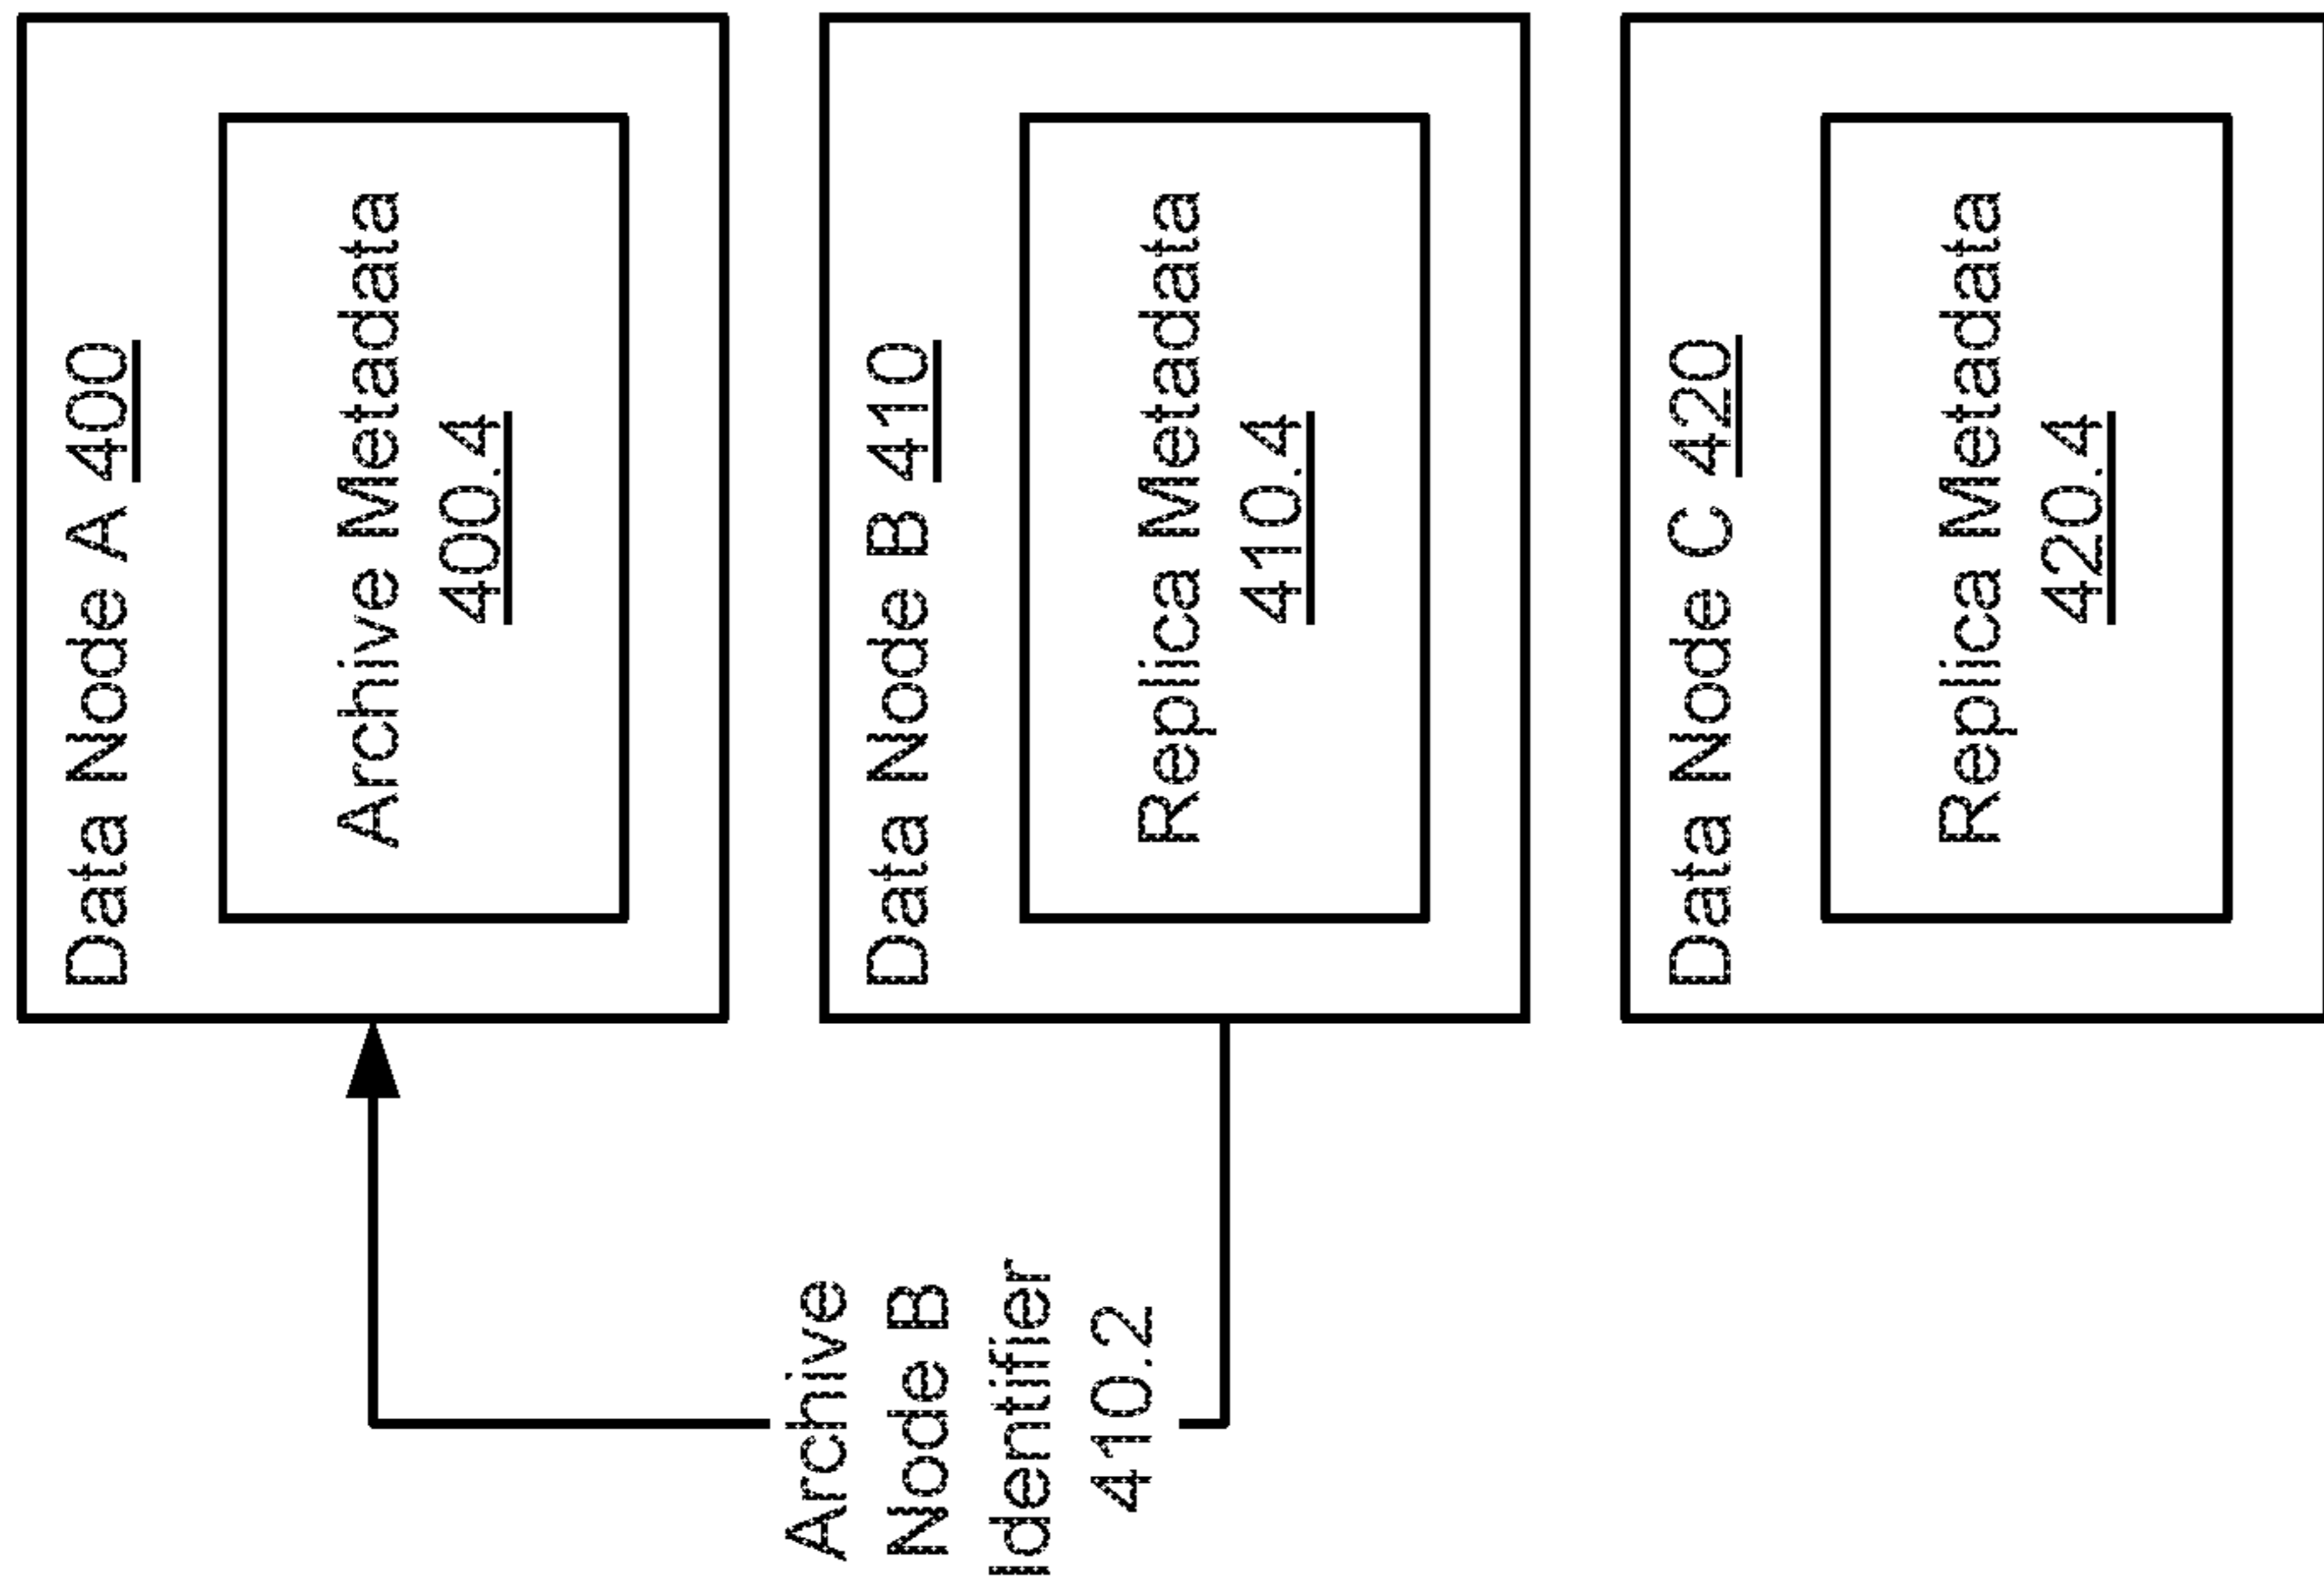 Data Node A 400
Archive Metadata
400.4
Archive
Node B
Identifier
410.2
Data Node B 410
Replica Metadata
410.4
Data Node C 420
Replica Metadata
420.4